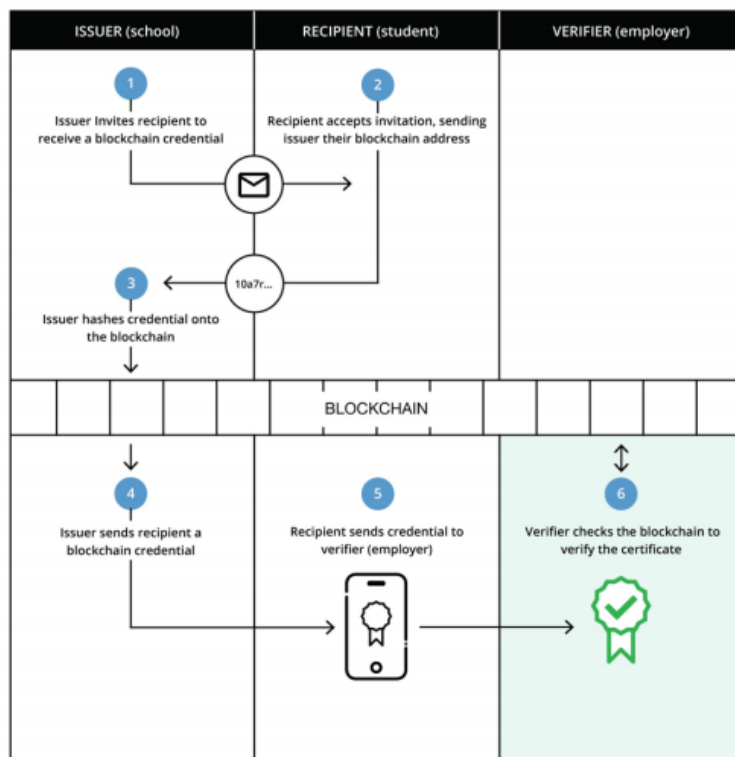 ISSUER (school)
RECIPIENT (student)
VERIFIER (employer)
1
Issuer Invites recipient to
receive a blockchain credential
2
Recipient accepts invitation, sending
issuer their blockchain address
10a7r...
3
Issuer hashes credential onto
the blockchain
BLOCKCHAIN
4
Issuer sends recipient a
blockchain credential
5
Recipient sends credential to
verifier (employer)
6
Verifier checks the blockchain to
verify the certificate